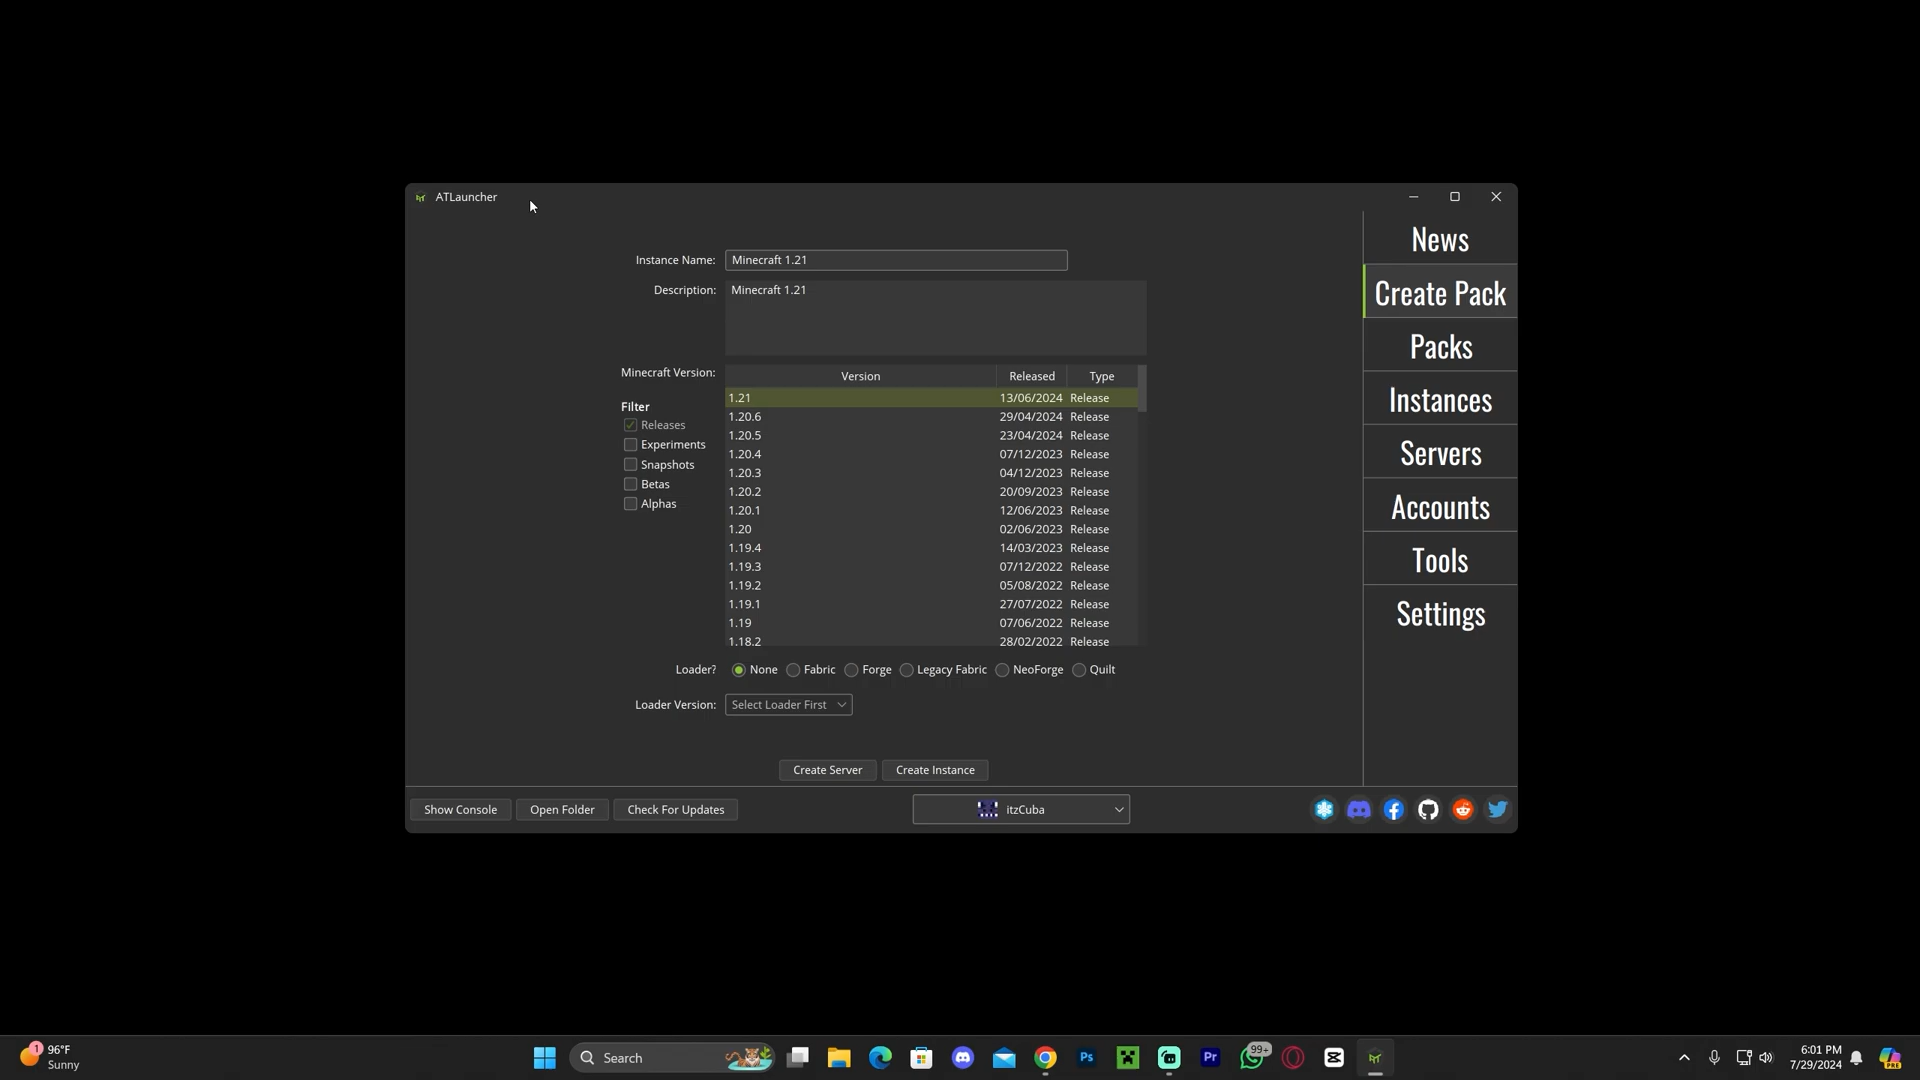 ATLauncher
News
Instance Name: Minecraft 1.21
Create Pack
Description: Minecraft 1.21
Packs
Minecraft Version: Version Released Type
1.21 13/06/2024 Release
Instances
Filter
1.20.6 29/04/2024 Release
Releases
1.20.5 23/04/2024 Release
Experiments
1.20.4 07/12/2023 Release
Servers
Snapshots
1.20.3 04/12/2023 Release
Betas
1.20.2 20/09/2023 Release
Alphas
1.20.1 12/06/2023 Release
Accounts
1.20 02/06/2023 Release
1.19.4 14/03/2023 Release
Tools
1.19.3 07/12/2022 Release
1.19.2 05/08/2022 Release
1.19.1 27/07/2022 Release
Settings
1.19 07/06/2022 Release
1.18.2 28/02/2022 Release
Loader? None Fabric Forge Legacy Fabric NeoForge Quilt
Loader Version: Select Loader First
Create Server Create Instance
Show Console Open Folder Check For Updates itzCuba
1 96°F
Sunny
Search
Ps
Pr
99+
PRE
6:01 PM
7/29/2024